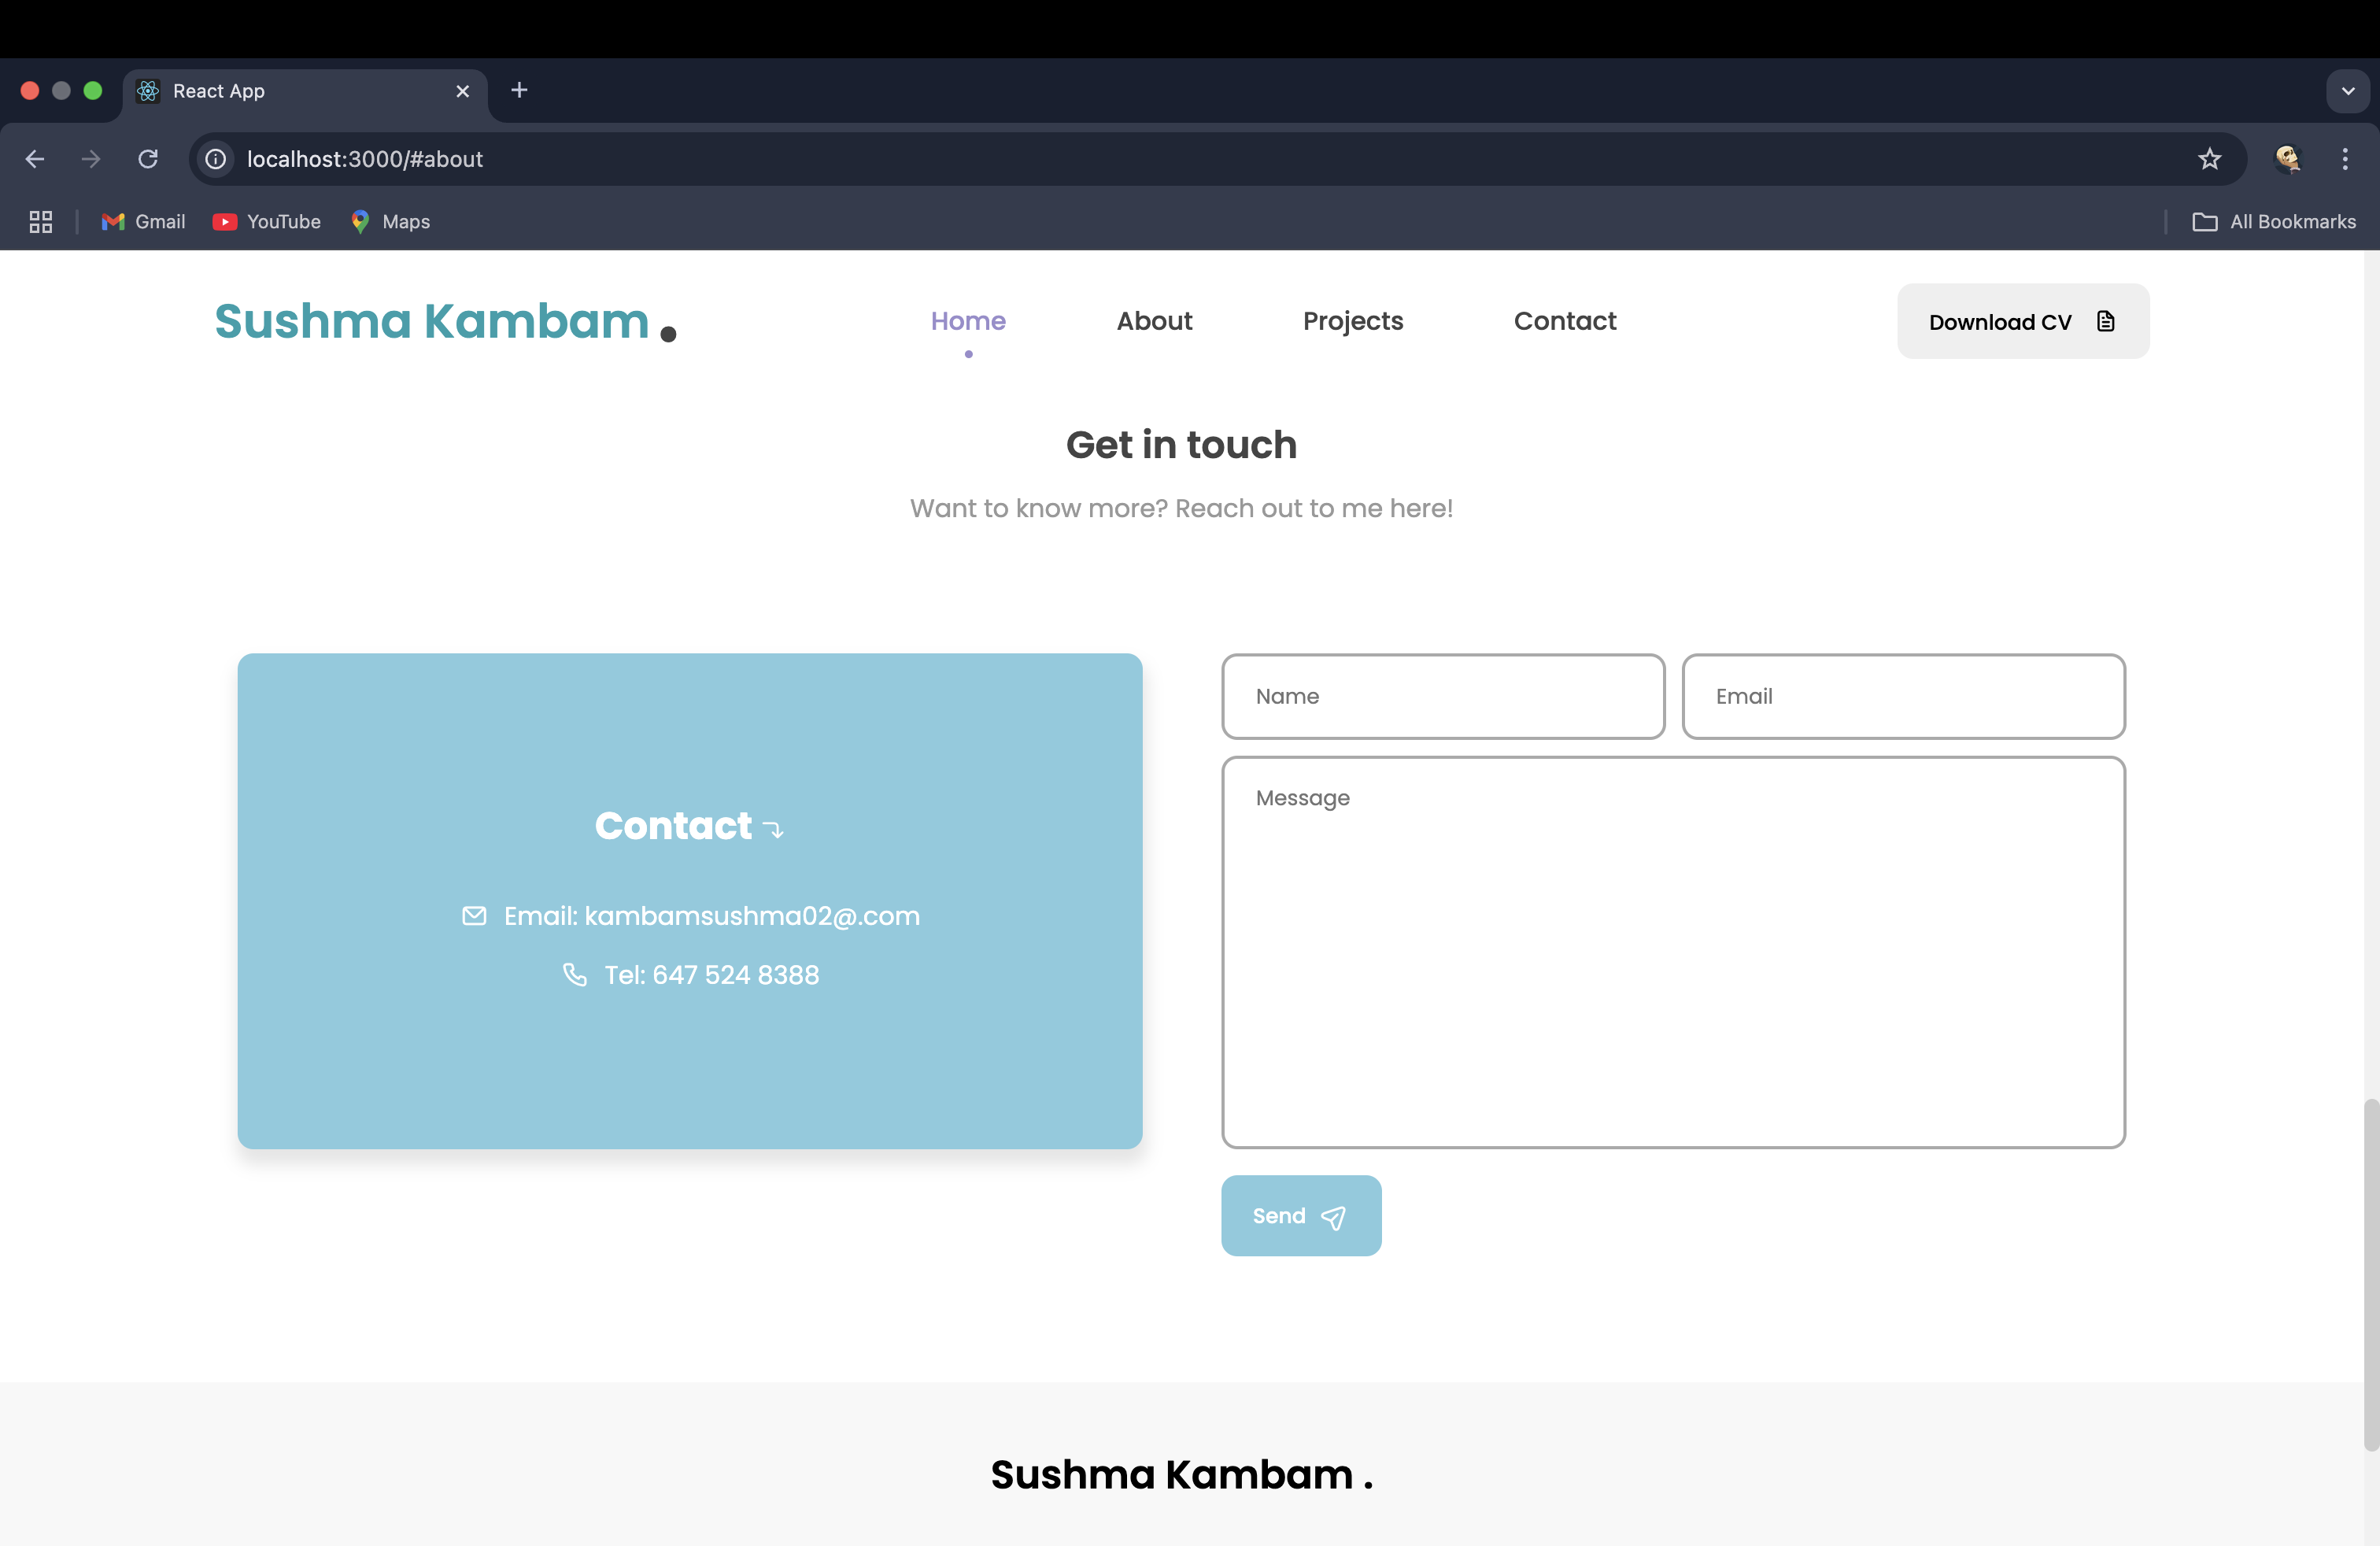 React App
localhost:3000/#about
Gmail YouTube Maps All Bookmarks
Sushma Kambam . Home About Projects Contact Download CV
Get in touch
Want to know more? Reach out to me here!
Name Email
Message
Contact
Email: kambamsushma02@.com
Tel: 647 524 8388
Send
Sushma Kambam .